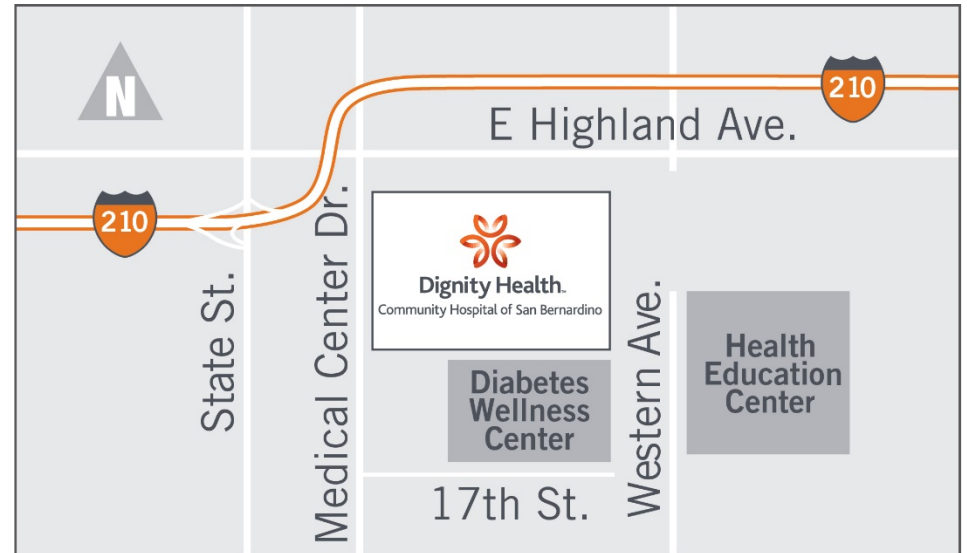 N
210
E Highland Ave.
210
State St.
Medical Center Dr.
Dignity Health™
Community Hospital of San Bernardino
Western Ave.
Health
Education
Center
Diabetes
Wellness
Center
17th St.